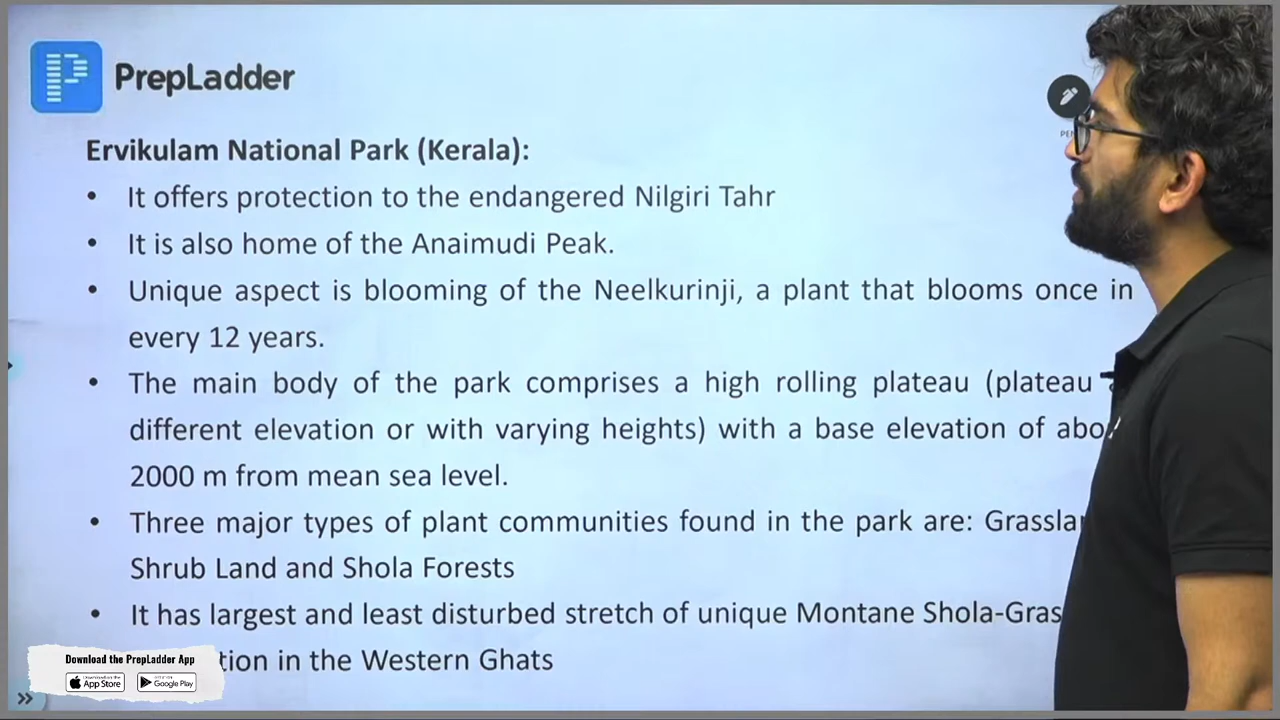 PrepLadder
PEN
Ervikulam National Park (Kerala):
• It offers protection to the endangered Nilgiri Tahr
• It is also home of the Anaimudi Peak.
• Unique aspect is blooming of the Neelkurinji, a plant that blooms once in
every 12 years.
• The main body of the park comprises a high rolling plateau (plateau
different elevation or with varying heights) with a base elevation of
2000 m from mean sea level.
• Three major types of plant communities found in the park are:
Shrub Land and Shola Forests
• It has largest and least disturbed stretch of unique Montane
in the Western Ghats
Download the PrepLadder App
App Store
Google Play